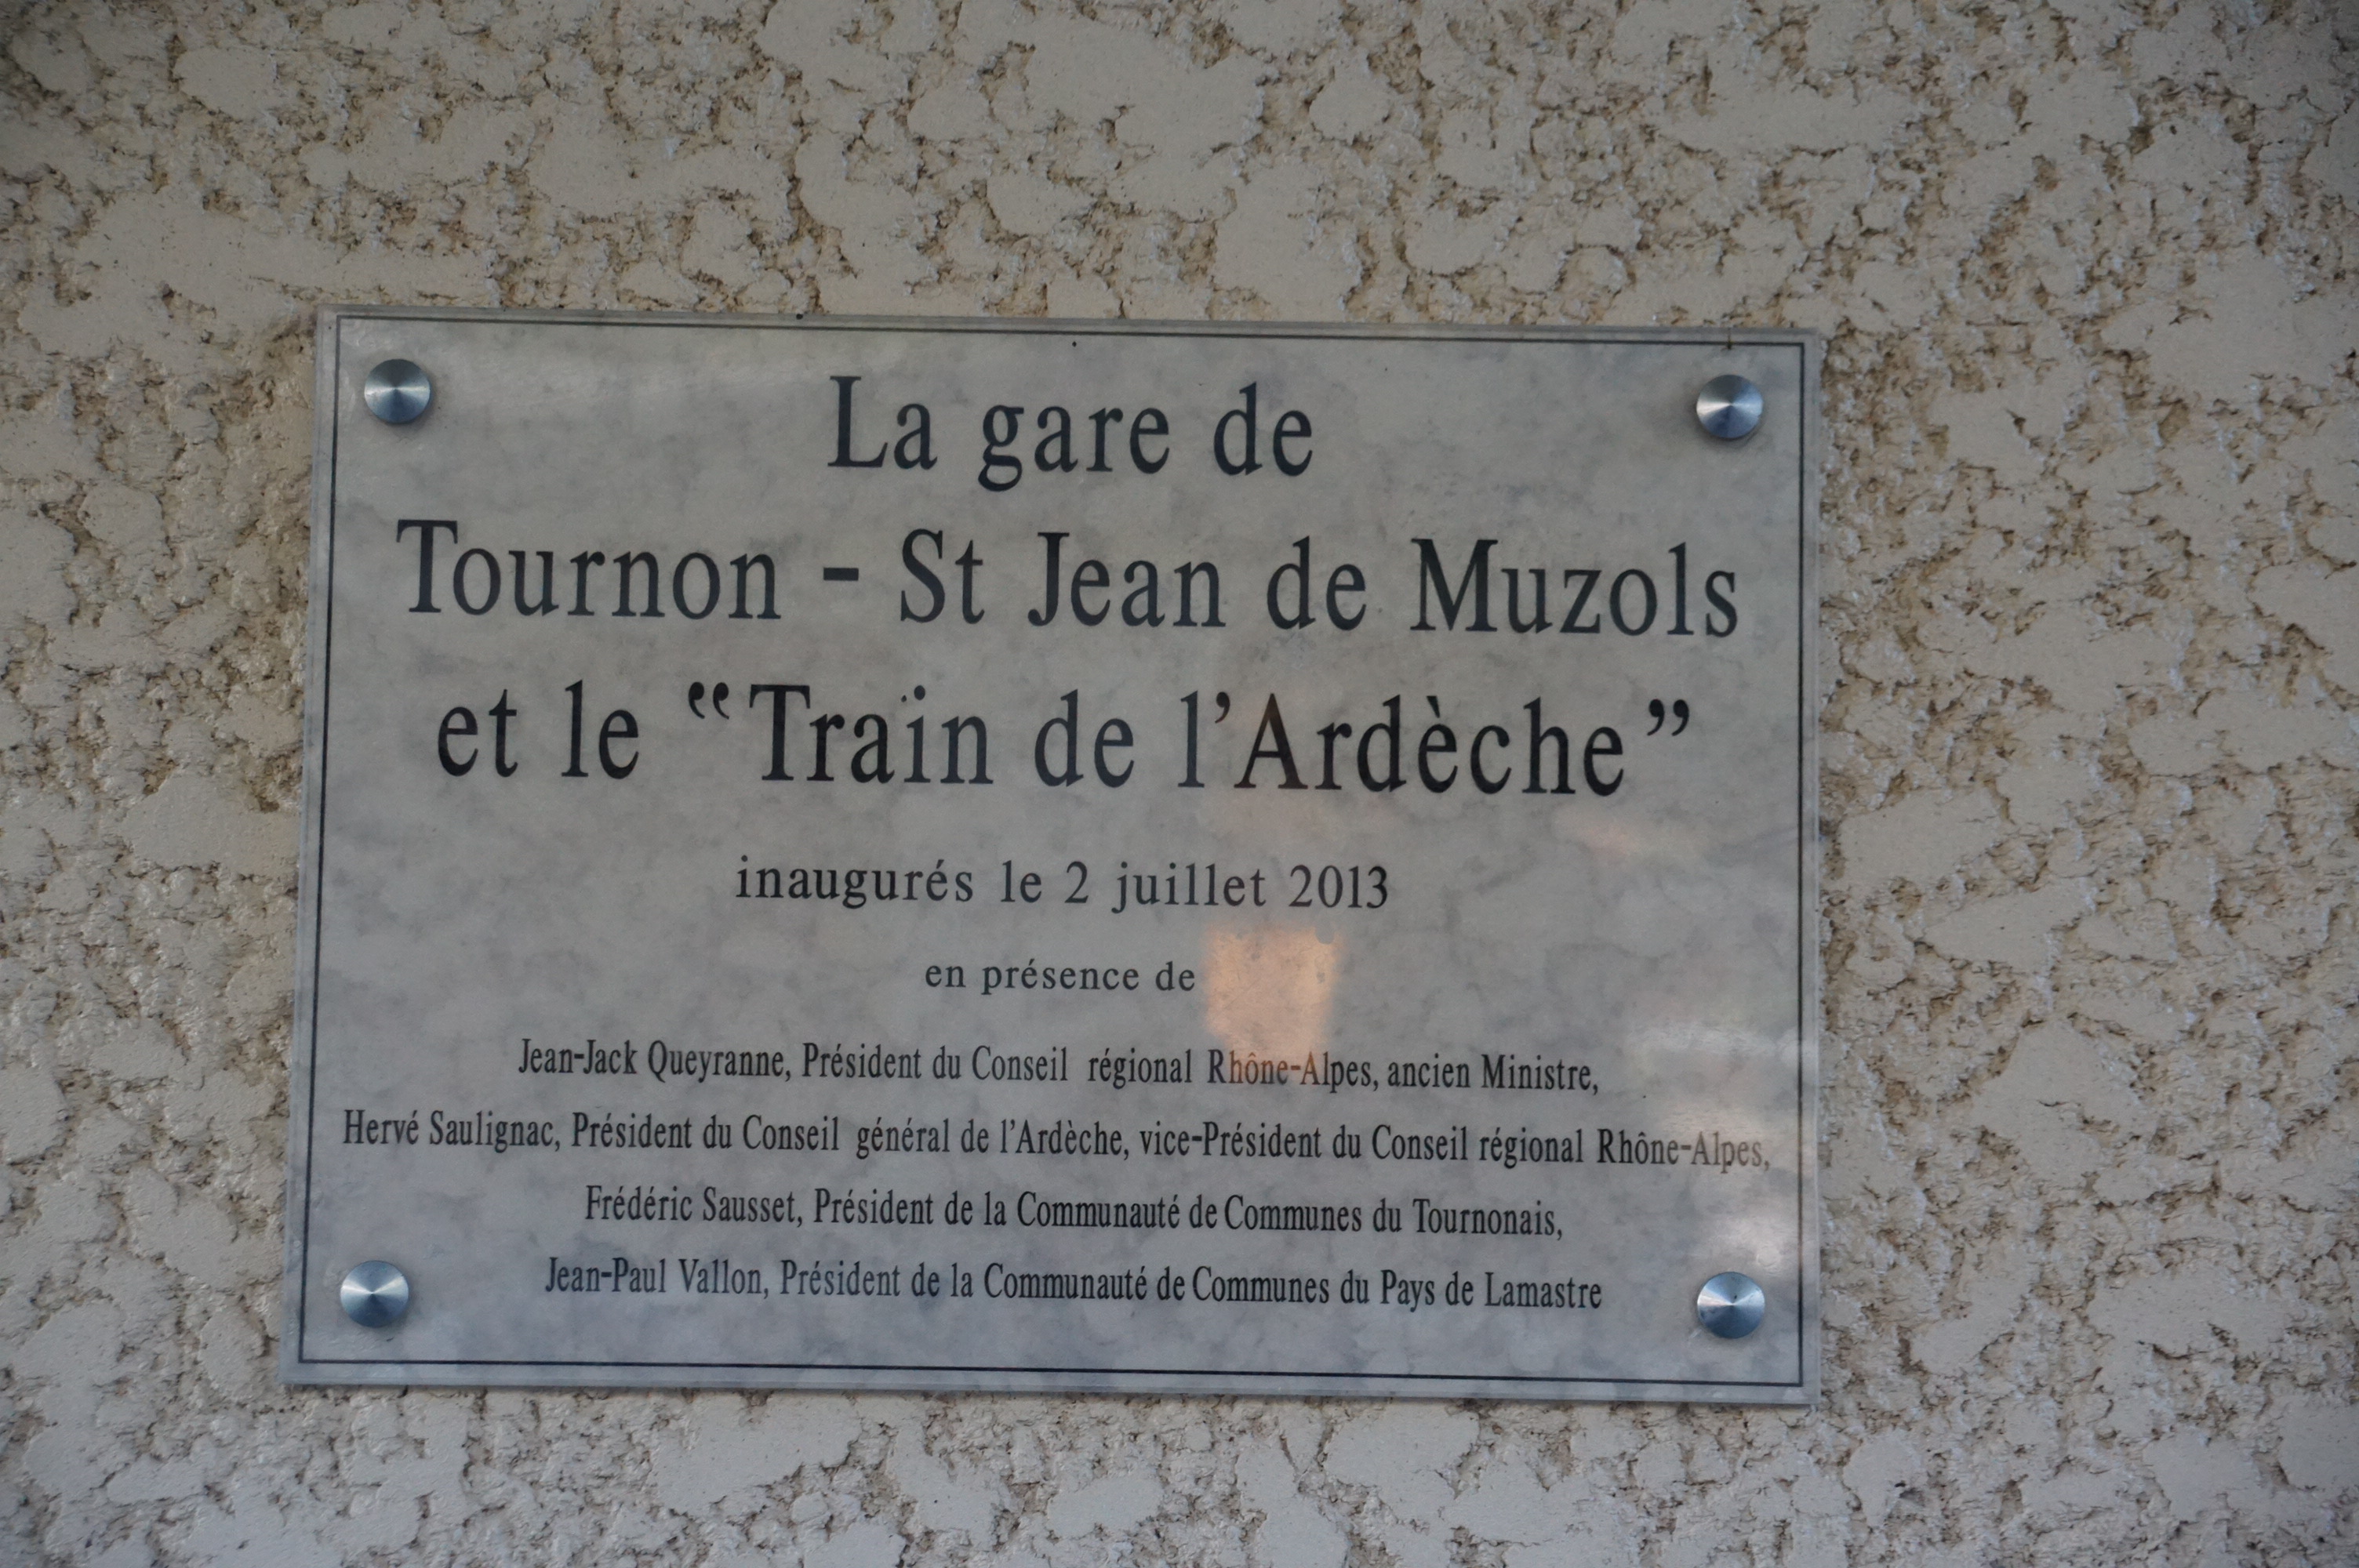 La gare de
Tournon - St Jean de Muzols
et le “Train de l’Ardèche”
inaugurés le 2 juillet 2013
en présence de
Jean-Jack Queyranne, Président du Conseil régional Rhône-Alpes, ancien Ministre,
Hervé Saulignac, Président du Conseil général de l’Ardèche, vice-Président du Conseil régional Rhône-Alpes,
Frédéric Sausset, Président de la Communauté de Communes du Tournonais,
Jean-Paul Vallon, Président de la Communauté de Communes du Pays de Lamastre